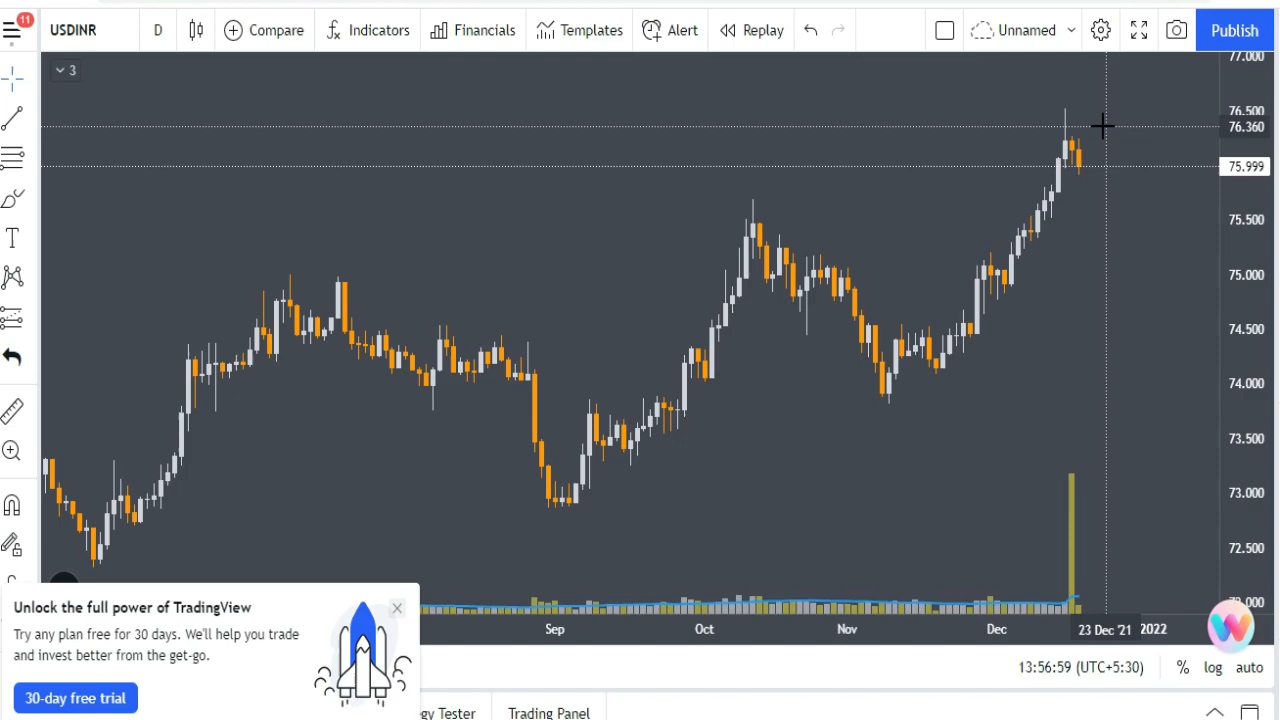 11
USDINR
D
Compare
Indicators
Financials
Templates
Alert
Replay
Unnamed
Publish
3
77.000
76.500
76.360
75.999
75.500
75.000
74.500
74.000
73.500
73.000
72.500
Sep
Oct
Nov
Dec
23 Dec '21
2022
Unlock the full power of TradingView
Try any plan free for 30 days. We'll help you trade
and invest better from the get-go.
30-day free trial
13:56:59 (UTC+5:30)
%
log
auto
Trading Panel